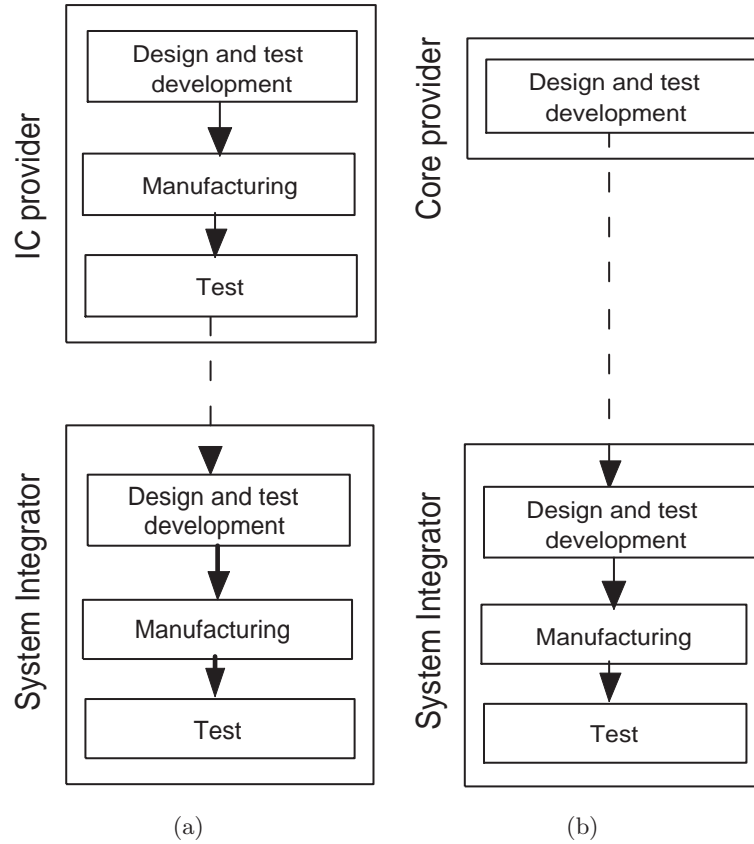 IC provider
Design and test
development
Manufacturing
Test
System Integrator
Design and test
development
Manufacturing
Test
(a)
Core provider
Design and test
development
System Integrator
Design and test
development
Manufacturing
Test
(b)